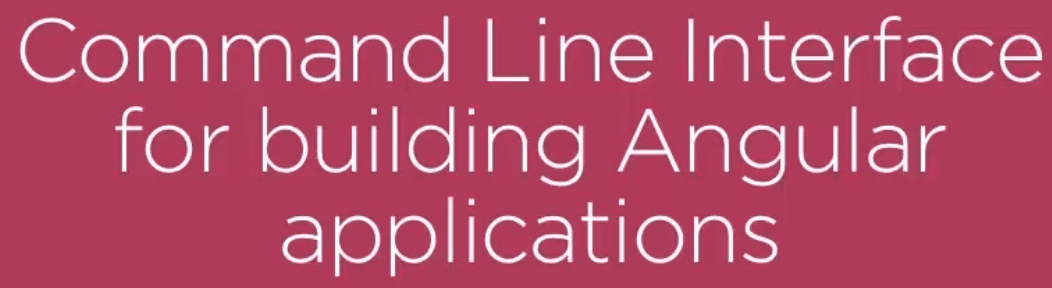 Command Line Interface
for building Angular
applications